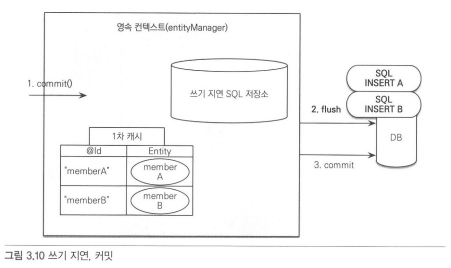 영속 컨텍스트(entityManager)
1. commit()
쓰기 지연 SQL 저장소
SQL
INSERT A
2. flush
SQL
INSERT B
DB
3. commit
1차 캐시
@Id Entity
"memberA" member
A
"memberB" member
B
그림 3.10 쓰기 지연, 커밋